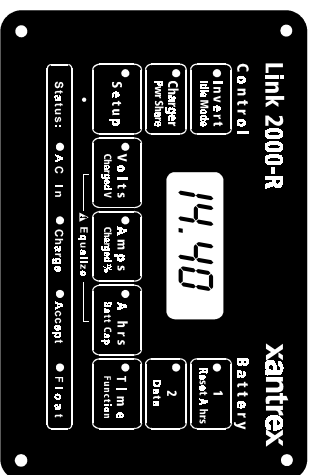 Link 2000-R
xantrex
Control
Battery
Invert
Idle Mode
Charger
Pwr Share
14.40
1
Reset A hrs
2
Data
Setup
Volts
Charged V
Amps
Charged %
A hrs
Batt Cap
Time
Function
Δ Equalize
Status:
AC In
Charge
Accept
Float